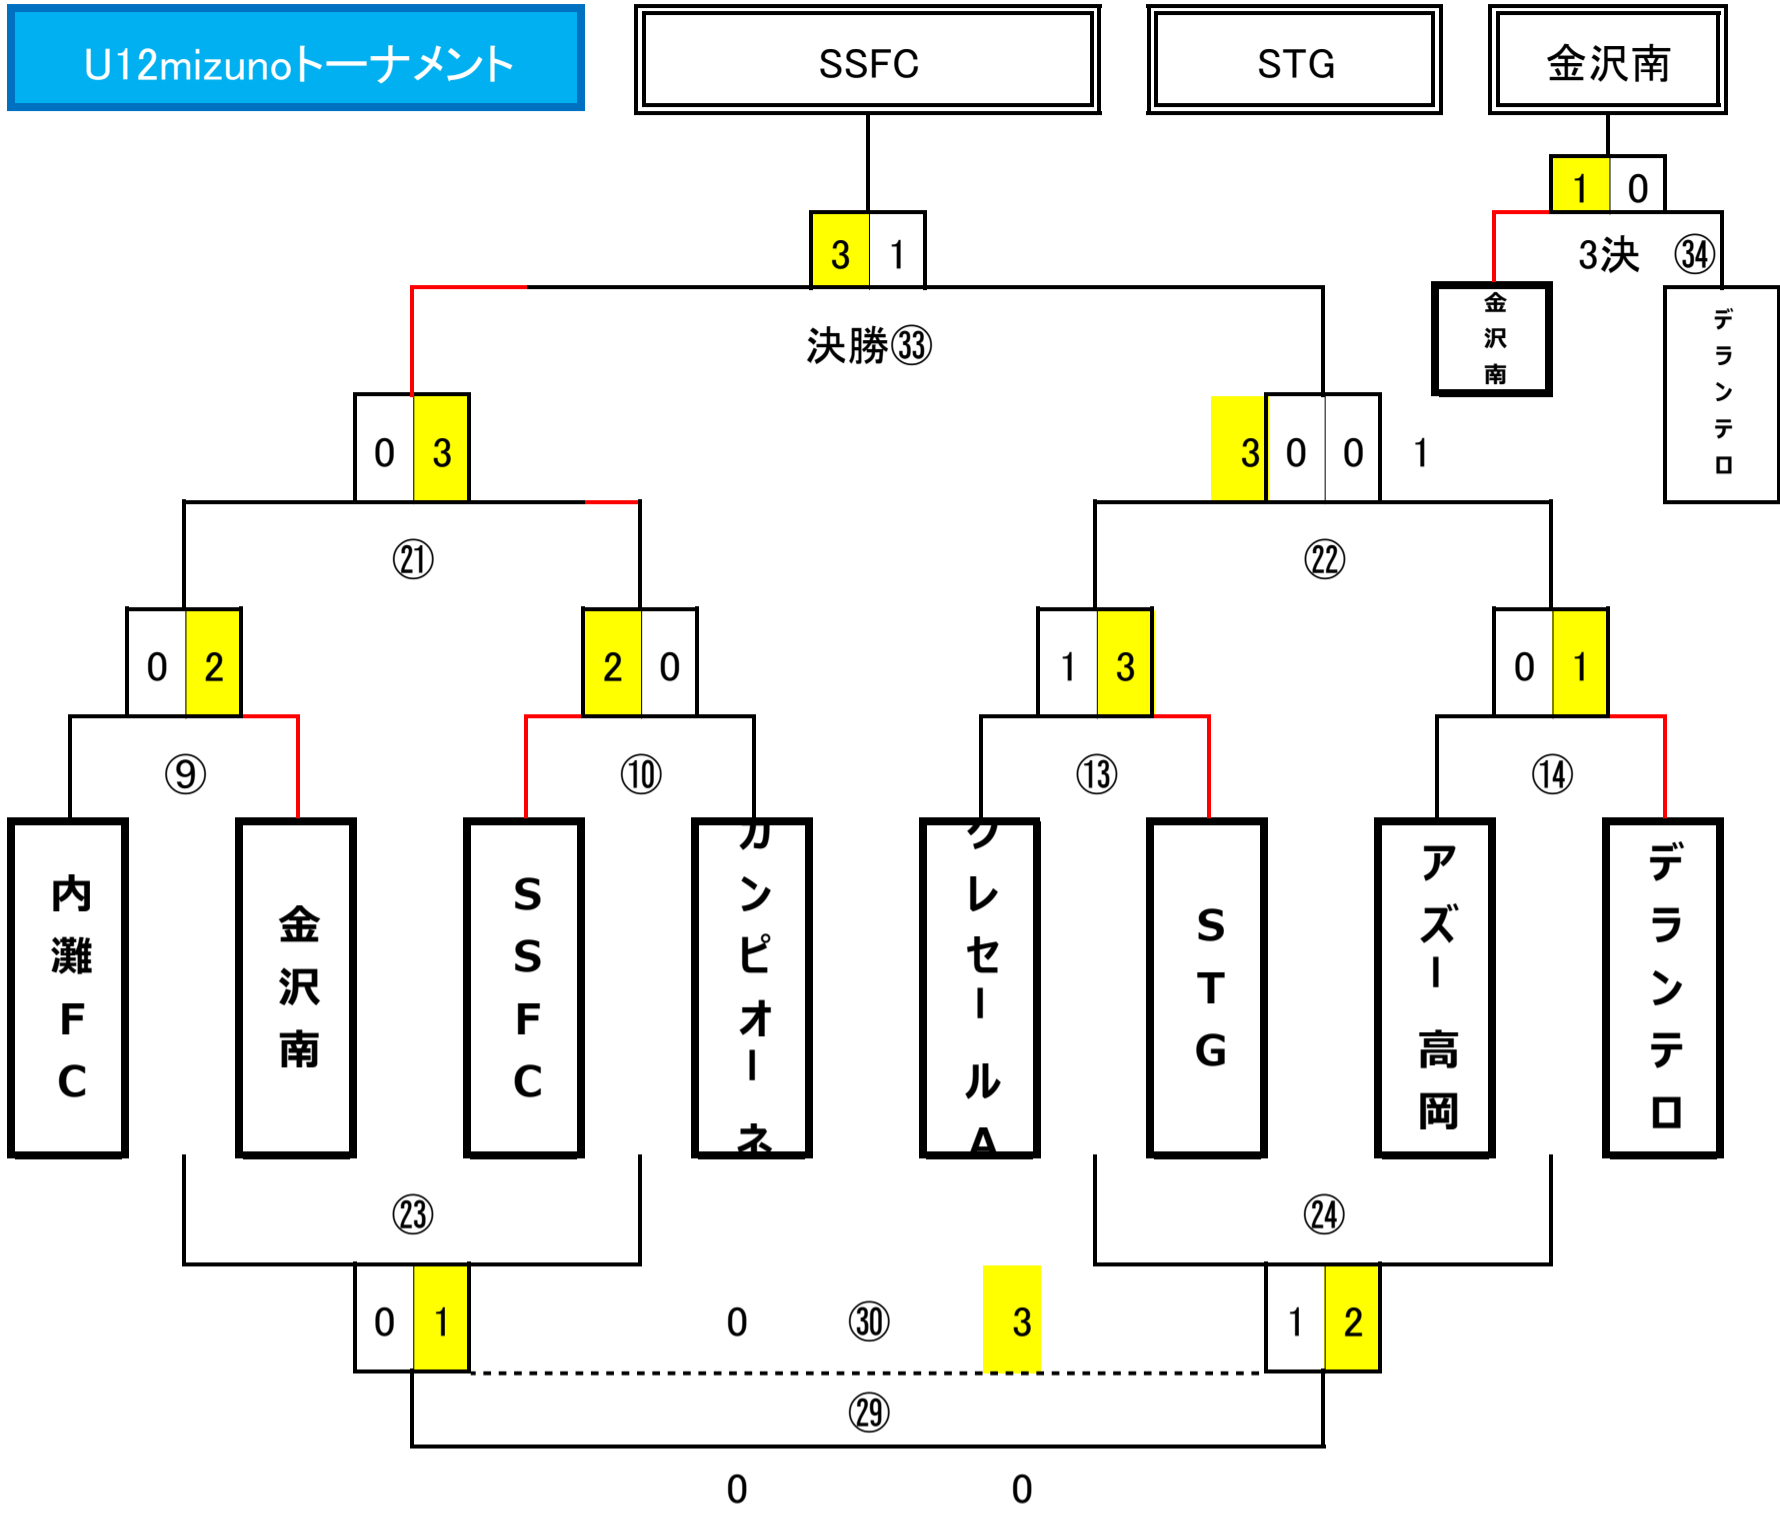 U12mizunoトーナメント
SSFC
STG
金沢南
1 0
3 1
3決 ㉞
決勝㉝
金沢南
デランテロ
0 3
3 0 0 1
㉑
㉒
0 2
2 0
1 3
0 1
⑨
⑩
⑬
⑭
内灘FC
金沢南
SSFC
カンピオーネ
クレセールA
STG
アズー高岡
デランテロ
㉓
㉔
0 1
0 ㉚ 3
1 2
㉙
0 0